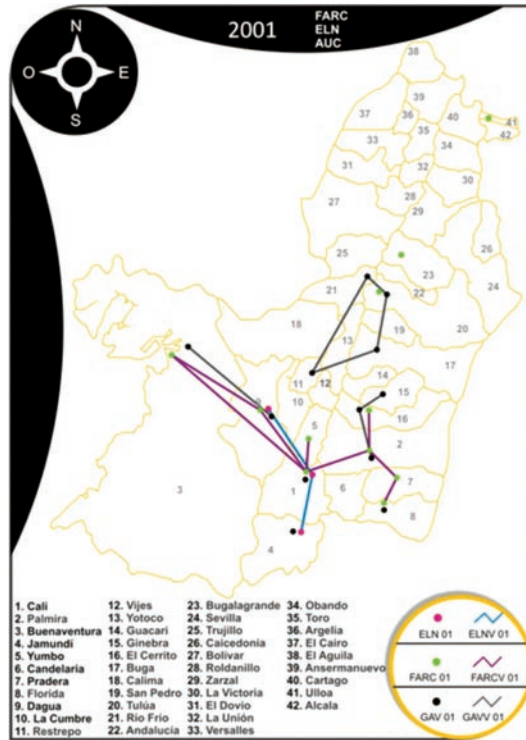 2001
FARC
ELN
AUC
N
O
E
S
38
39
37
36
40
41
35
42
33
34
31
32
30
27
28
29
26
25
23
24
21
22
18
13
19
20
17
12
14
11
15
10
9
16
5
2
3
1
6
7
8
4
1. Cali
2. Palmira
3. Buenaventura
4. Jamundí
5. Yumbo
6. Candelaria
7. Pradera
8. Florida
9. Dagua
10. La Cumbre
11. Restrepo
12. Vijes
13. Yotoco
14. Guacarí
15. Ginebra
16. El Cerrito
17. Buga
18. Calima
19. San Pedro
20. Tulúa
21. Río Frío
22. Andalucía
23. Bugalagrande
24. Sevilla
25. Trujillo
26. Caicedonia
27. Bolívar
28. Roldanillo
29. Zarzal
30. La Victoria
31. El Dovio
32. La Unión
33. Versalles
34. Obando
35. Toro
36. Argelia
37. El Cairo
38. El Aguila
39. Ansermanuevo
40. Cartago
41. Ulloa
42. Alcala
ELN 01 ELNV 01
FARC 01 FARCV 01
GAV 01 GAVV 01